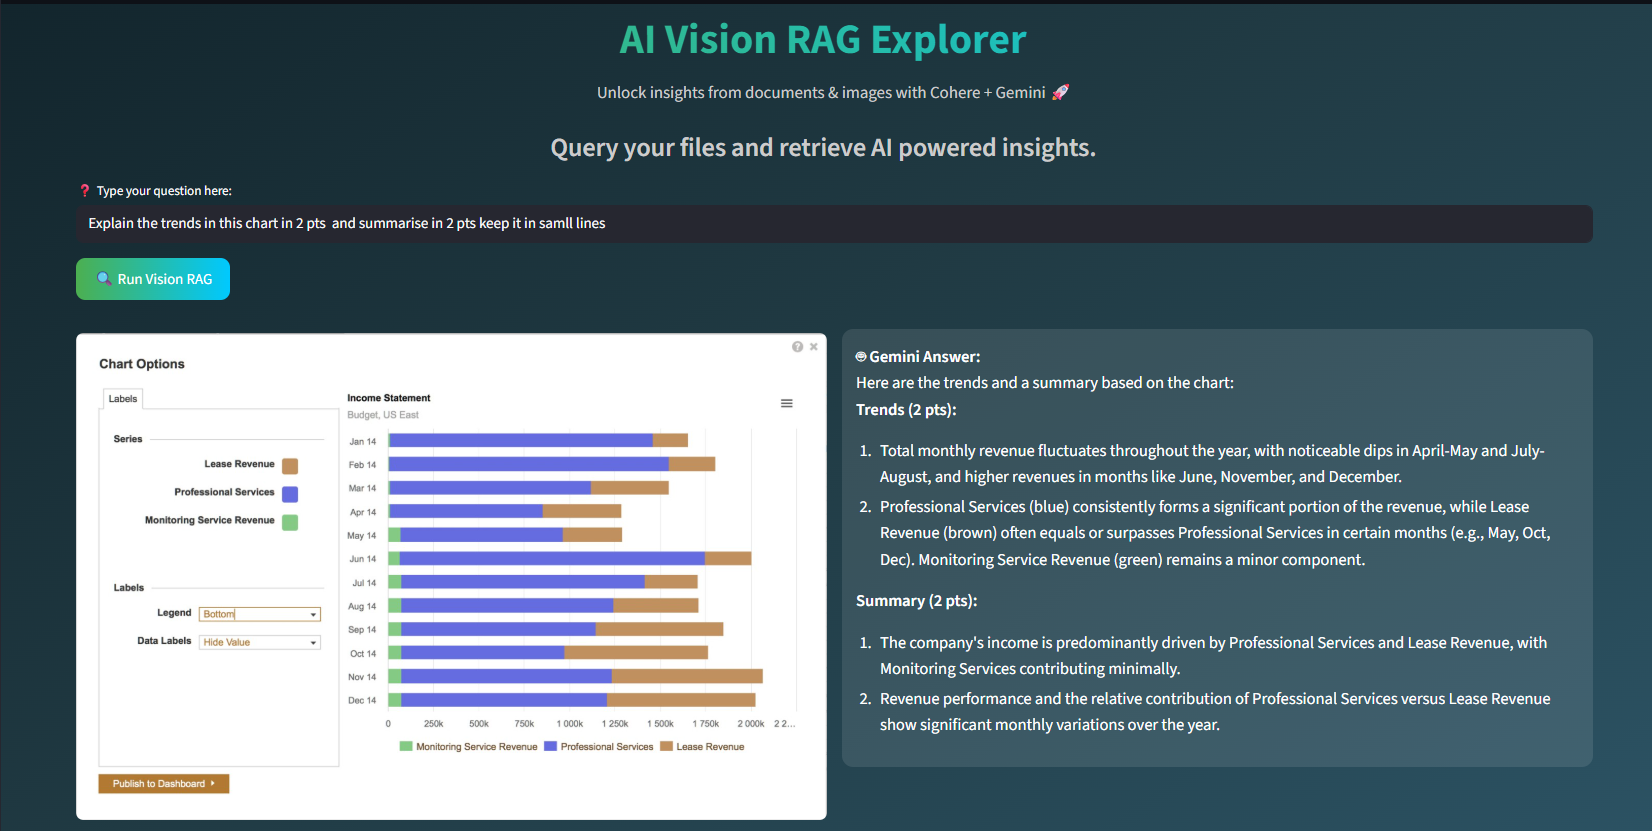 AI Vision RAG Explorer
Unlock insights from documents & images with Cohere + Gemini 🚀
Query your files and retrieve AI powered insights.
❓ Type your question here:
Explain the trends in this chart in 2 pts  and summarise in 2 pts keep it in samll lines
🔍 Run Vision RAG
Chart Options
Labels
Series
Lease Revenue
Professional Services
Monitoring Service Revenue
Labels
Legend Bottom
Data Labels Hide Value
Publish to Dashboard
Income Statement
Budget, US East
Jan 14
Feb 14
Mar 14
Apr 14
May 14
Jun 14
Jul 14
Aug 14
Sep 14
Oct 14
Nov 14
Dec 14
0 250k 500k 750k 1 000k 1 250k 1 500k 1 750k 2 000k 2 2...
Monitoring Service Revenue Professional Services Lease Revenue
Gemini Answer:
Here are the trends and a summary based on the chart:
Trends (2 pts):
1. Total monthly revenue fluctuates throughout the year, with noticeable dips in April-May and July-
August, and higher revenues in months like June, November, and December.
2. Professional Services (blue) consistently forms a significant portion of the revenue, while Lease
Revenue (brown) often equals or surpasses Professional Services in certain months (e.g., May, Oct,
Dec). Monitoring Service Revenue (green) remains a minor component.
Summary (2 pts):
1. The company's income is predominantly driven by Professional Services and Lease Revenue, with
Monitoring Services contributing minimally.
2. Revenue performance and the relative contribution of Professional Services versus Lease Revenue
show significant monthly variations over the year.